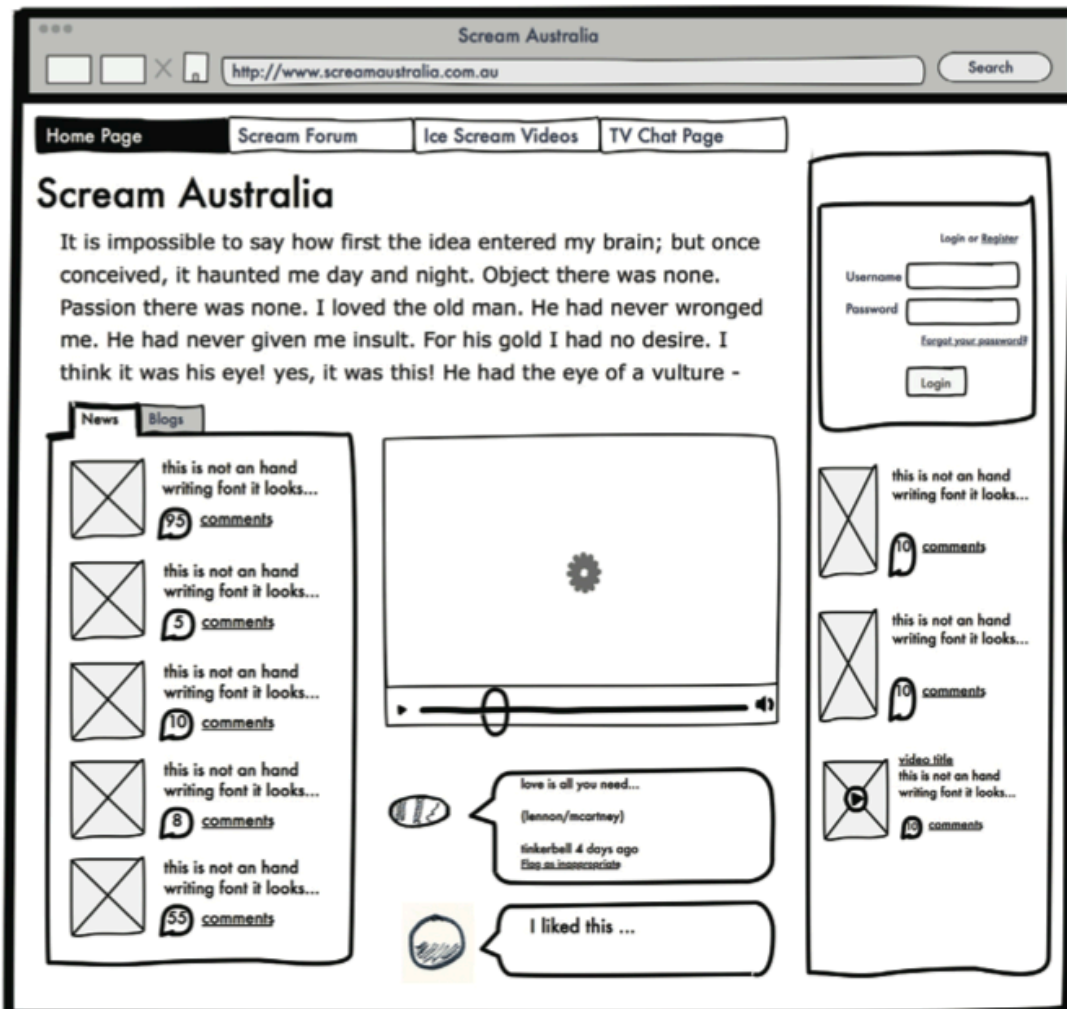 Scream Australia
http://www.screamaustralia.com.au
Search
Home Page
Scream Forum
Ice Scream Videos
TV Chat Page
Scream Australia
It is impossible to say how first the idea entered my brain; but once
conceived, it haunted me day and night. Object there was none.
Passion there was none. I loved the old man. He had never wronged
me. He had never given me insult. For his gold I had no desire. I
think it was his eye! yes, it was this! He had the eye of a vulture -
News
Blogs
this is not an hand
writing font it looks...
95 comments
this is not an hand
writing font it looks...
5 comments
this is not an hand
writing font it looks...
10 comments
this is not an hand
writing font it looks...
8 comments
this is not an hand
writing font it looks...
55 comments
love is all you need...
(lennon/mcartney)
tinkerbell 4 days ago
Flag as inappropriate
I liked this ...
Login or Register
Username
Password
Forgot your password?
Login
this is not an hand
writing font it looks...
10 comments
this is not an hand
writing font it looks...
10 comments
video title
this is not an hand
writing font it looks...
10 comments